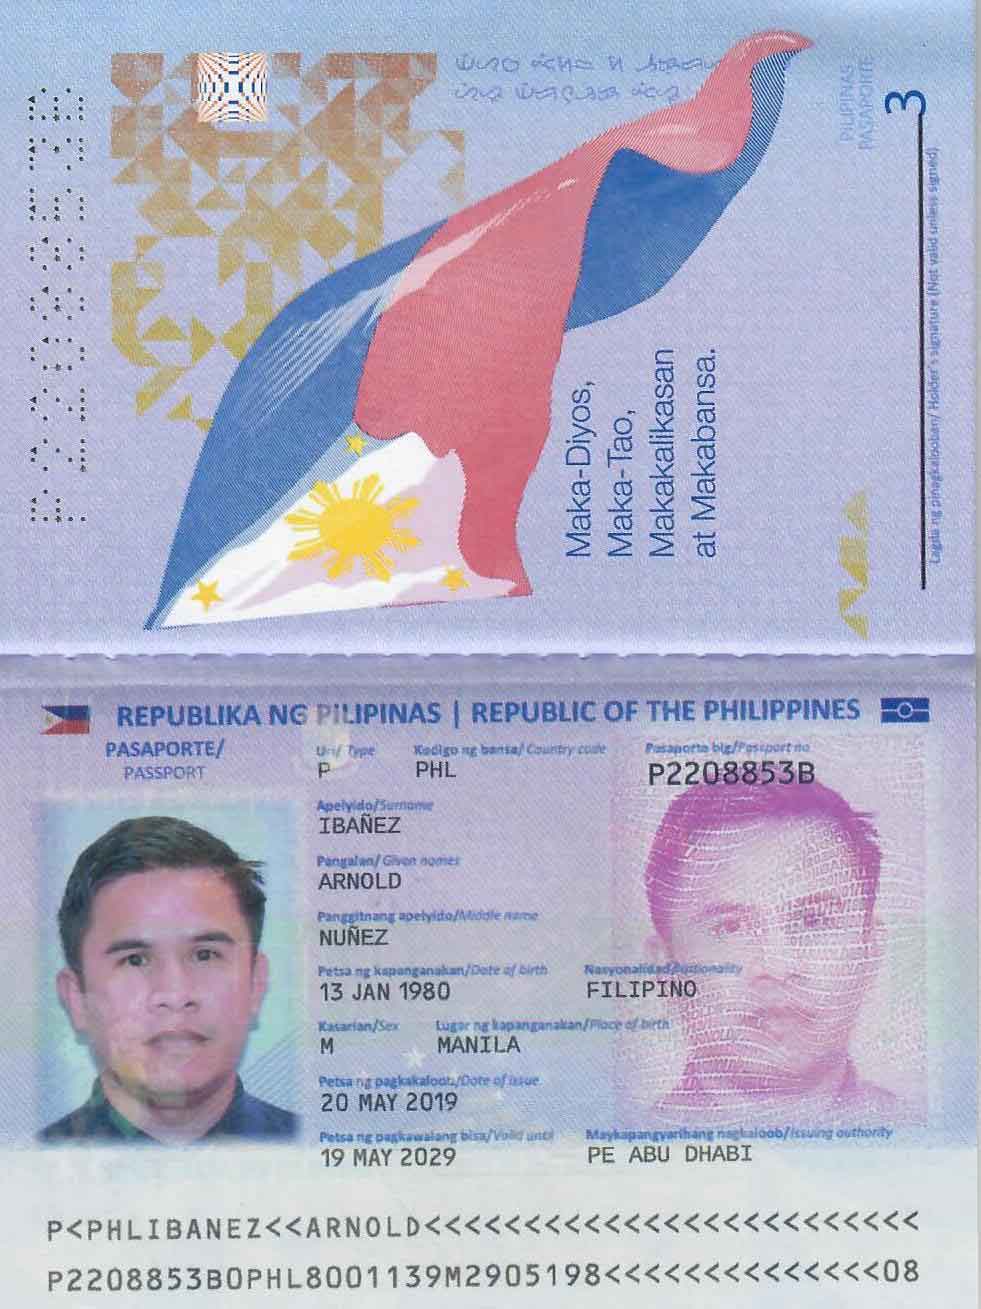 3
PILIPINAS
PASAPORTE
Lagda ng pinagkalooban/ Holder's signature (Not valid unless signed)
Maka-Diyos,
Maka-Tao,
Makakalikasan
at Makabansa.
REPUBLIKA NG PILIPINAS | REPUBLIC OF THE PHILIPPINES
PASAPORTE/
PASSPORT
Uri/ Type
Kodigo ng bansa/ Country code
Pasaporte blg/Passport no
P
PHL
P2208853B
Apelyido/Surname
IBAÑEZ
Pangalan/ Given names
ARNOLD
Panggitnang apelyido/Middle name
NUÑEZ
Petsa ng kapanganakan/Date of birth
Nasyonalidad/Nationality
13 JAN 1980
FILIPINO
Kasarian/Sex
Lugar ng kapanganakan/Place of birth
M
MANILA
Petsa ng pagkakaloob/Date of issue
20 MAY 2019
Petsa ng pagkawalang bisa/Valid until
Maykapangyarihang nagkaloob/Issuing authority
19 MAY 2029
PE ABU DHABI
P<PHLIBANEZ<<ARNOLD<<<<<<<<<<<<<<<<<<<<<<<<<
P2208853B0PHL8001139M2905198<<<<<<<<<<<<<<08